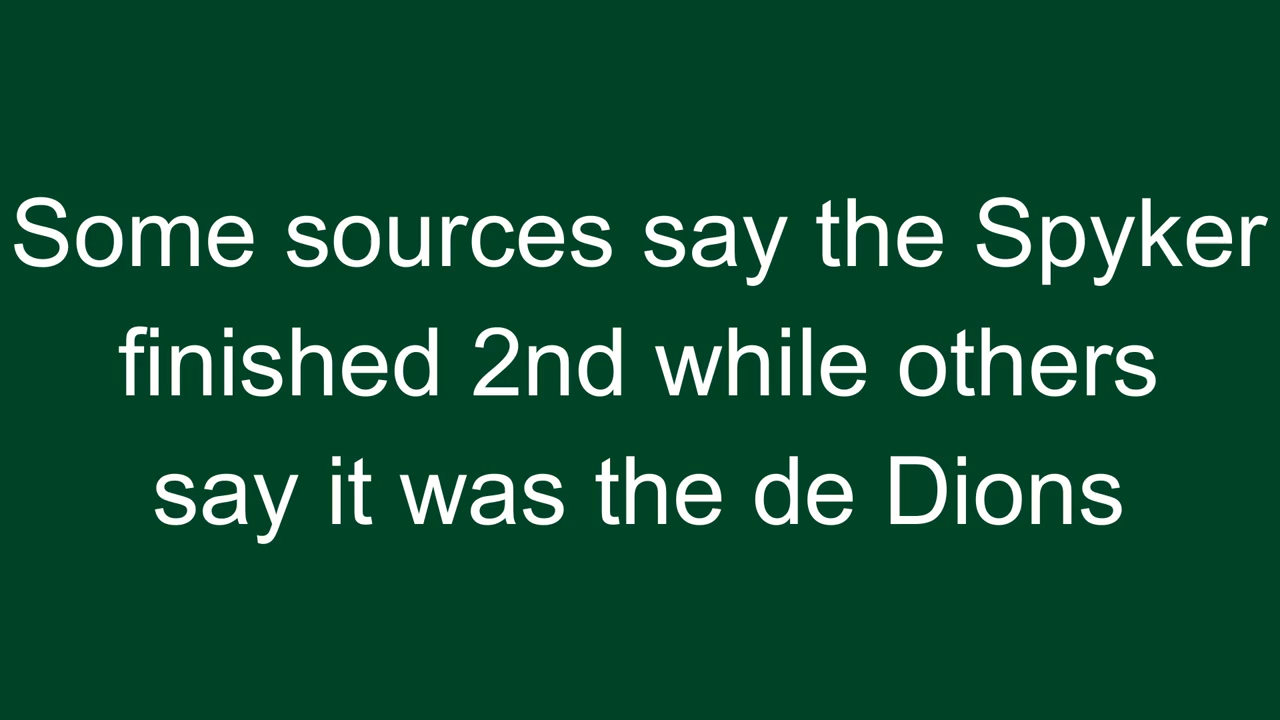 Some sources say the Spyker
finished 2nd while others
say it was the de Dions